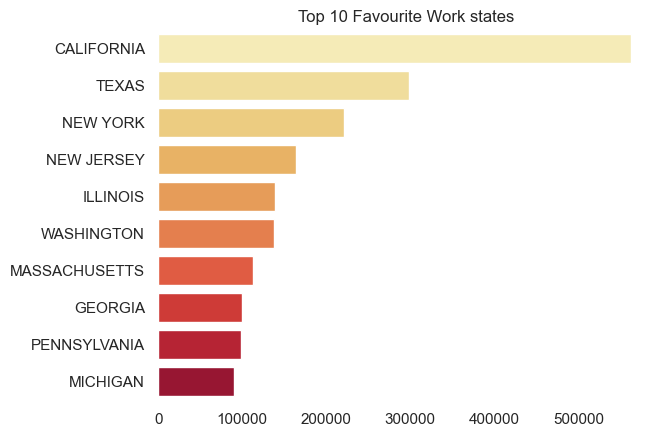 Top 10 Favourite Work states
CALIFORNIA
TEXAS
NEW YORK
NEW JERSEY
ILLINOIS
WASHINGTON
MASSACHUSETTS
GEORGIA
PENNSYLVANIA
MICHIGAN
0 100000 200000 300000 400000 500000